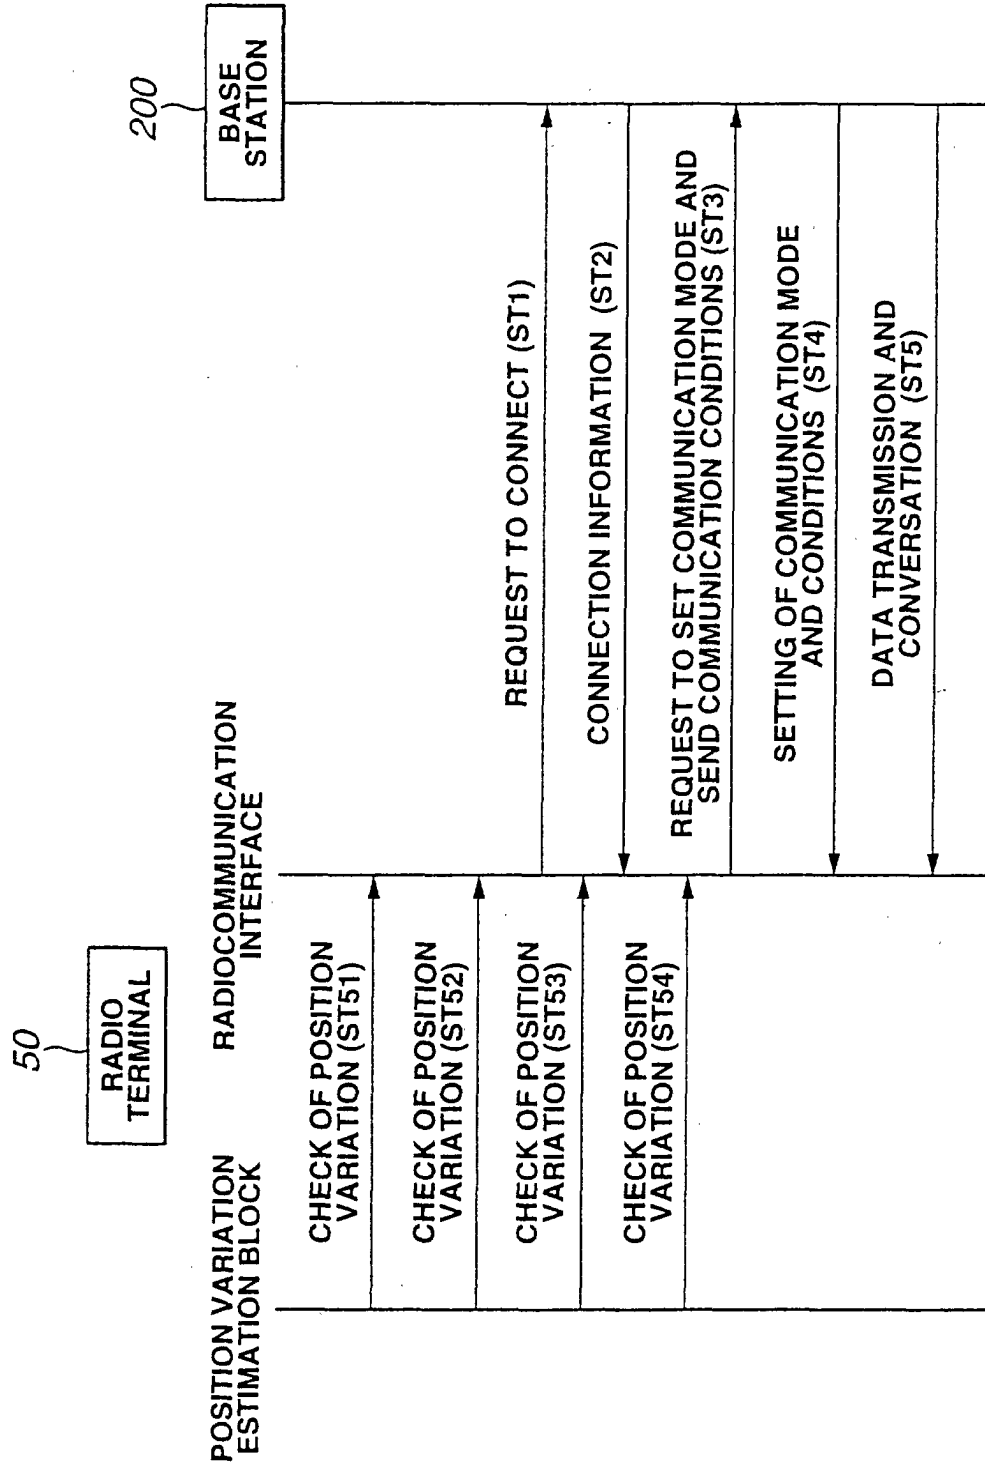 50
RADIO
TERMINAL
200
BASE
STATION
POSITION VARIATION
ESTIMATION BLOCK
RADIOCOMMUNICATION
INTERFACE
CHECK OF POSITION
VARIATION (ST51)
CHECK OF POSITION
VARIATION (ST52)
REQUEST TO CONNECT (ST1)
CHECK OF POSITION
VARIATION (ST53)
CONNECTION INFORMATION (ST2)
CHECK OF POSITION
VARIATION (ST54)
REQUEST TO SET COMMUNICATION MODE AND
SEND COMMUNICATION CONDITIONS (ST3)
SETTING OF COMMUNICATION MODE
AND CONDITIONS (ST4)
DATA TRANSMISSION AND
CONVERSATION (ST5)